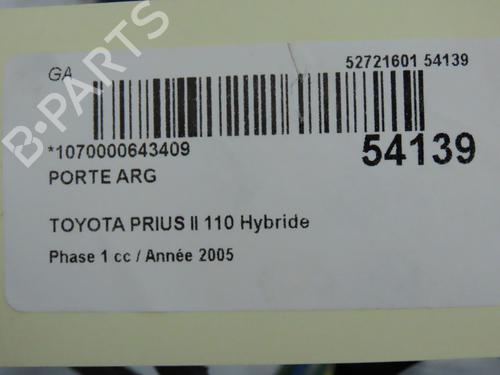 GA
52721601 54139
*1070000643409
54139
PORTE ARG
TOYOTA PRIUS II 110 Hybride
Phase 1 cc / Année 2005
B-PARTS